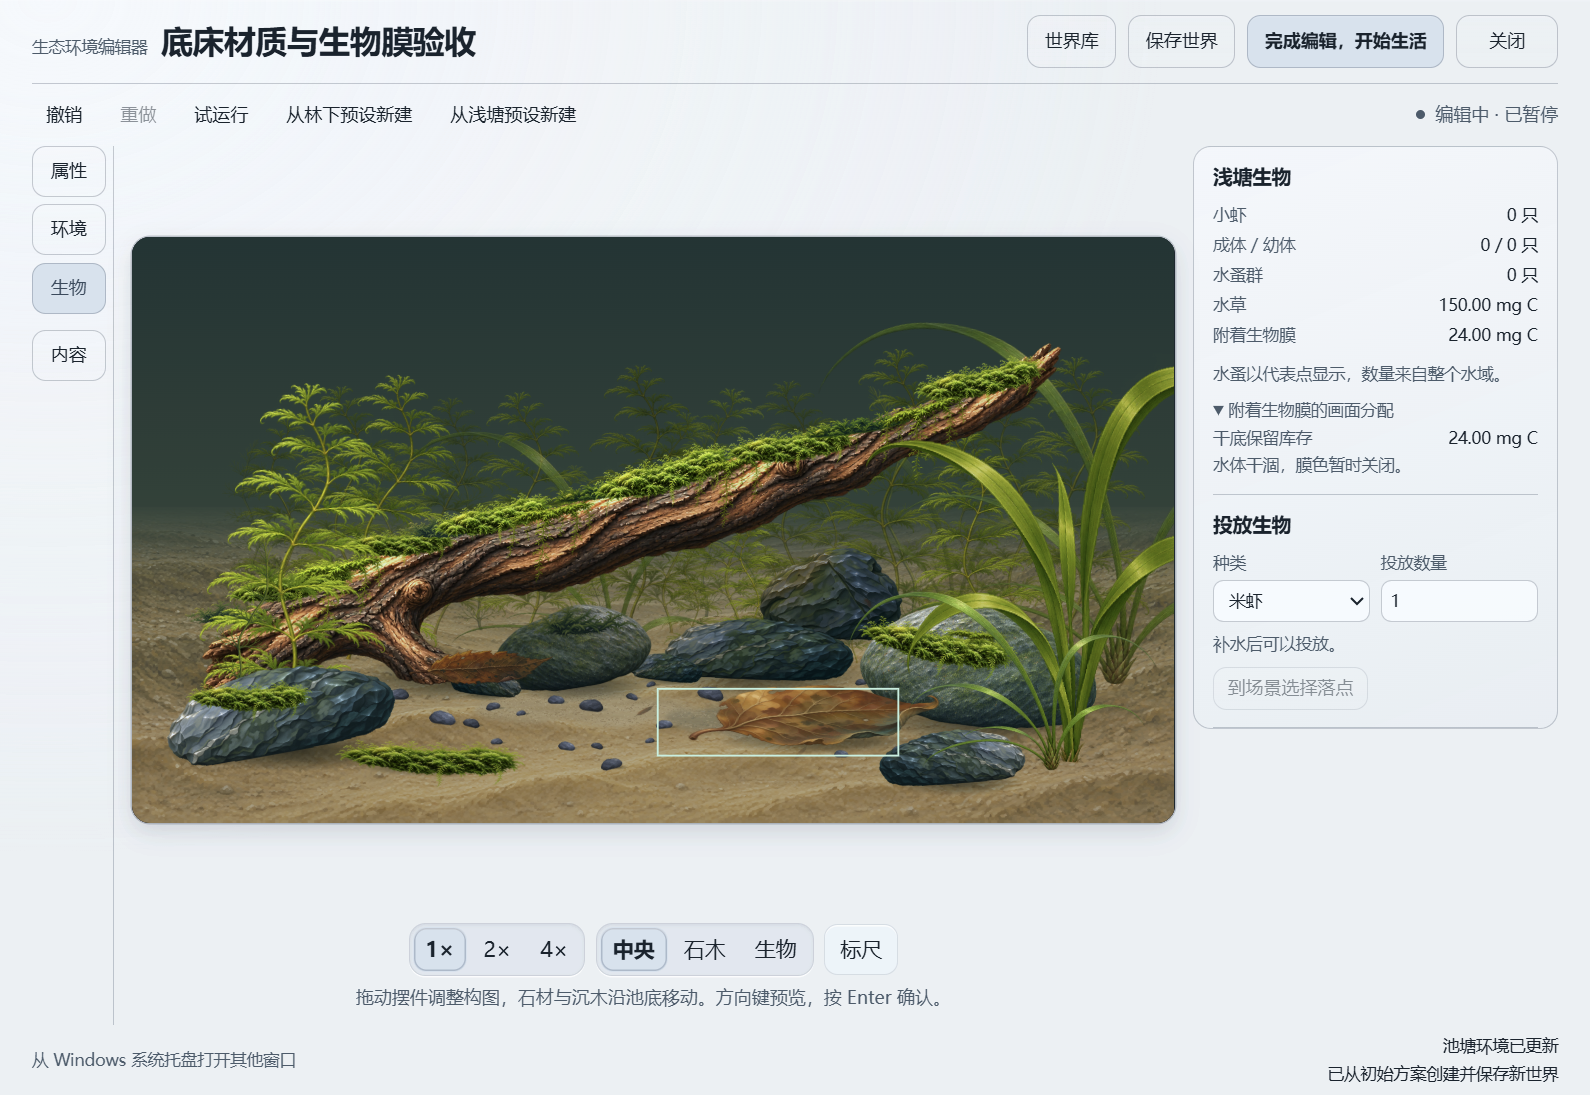 生态环境编辑器 底床材质与生物膜验收
世界库 保存世界 完成编辑，开始生活 关闭
撤销 重做 试运行 从林下预设新建 从浅塘预设新建
编辑中 · 已暂停
属性
环境
生物
内容
浅塘生物
小虾 0 只
成体 / 幼体 0 / 0 只
水蚤群 0 只
水草 150.00 mg C
附着生物膜 24.00 mg C
水蚤以代表点显示，数量来自整个水域。
▼ 附着生物膜的画面分配
干底保留库存 24.00 mg C
水体干涸，膜色暂时关闭。
投放生物
种类 投放数量
米虾 1
补水后可以投放。
到场景选择落点
1× 2× 4× 中央 石木 生物 标尺
拖动摆件调整构图，石材与沉木沿池底移动。方向键预览，按 Enter 确认。
从 Windows 系统托盘打开其他窗口
池塘环境已更新
已从初始方案创建并保存新世界